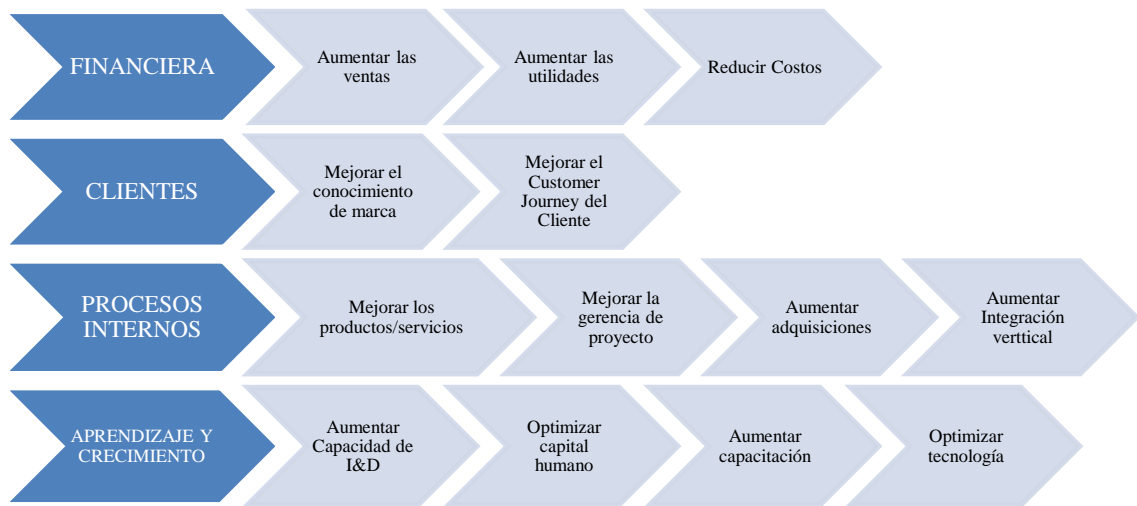 FINANCIERA
Aumentar las
ventas
Aumentar las
utilidades
Reducir Costos
CLIENTES
Mejorar el
conocimiento
de marca
Mejorar el
Customer
Journey del
Cliente
PROCESOS
INTERNOS
Mejorar los
productos/servicios
Mejorar la
gerencia de
proyecto
Aumentar
adquisiciones
Aumentar
Integración
verttical
APRENDIZAJE Y
CRECIMIENTO
Aumentar
Capacidad de
I&D
Optimizar
capital
humano
Aumentar
capacitación
Optimizar
tecnología